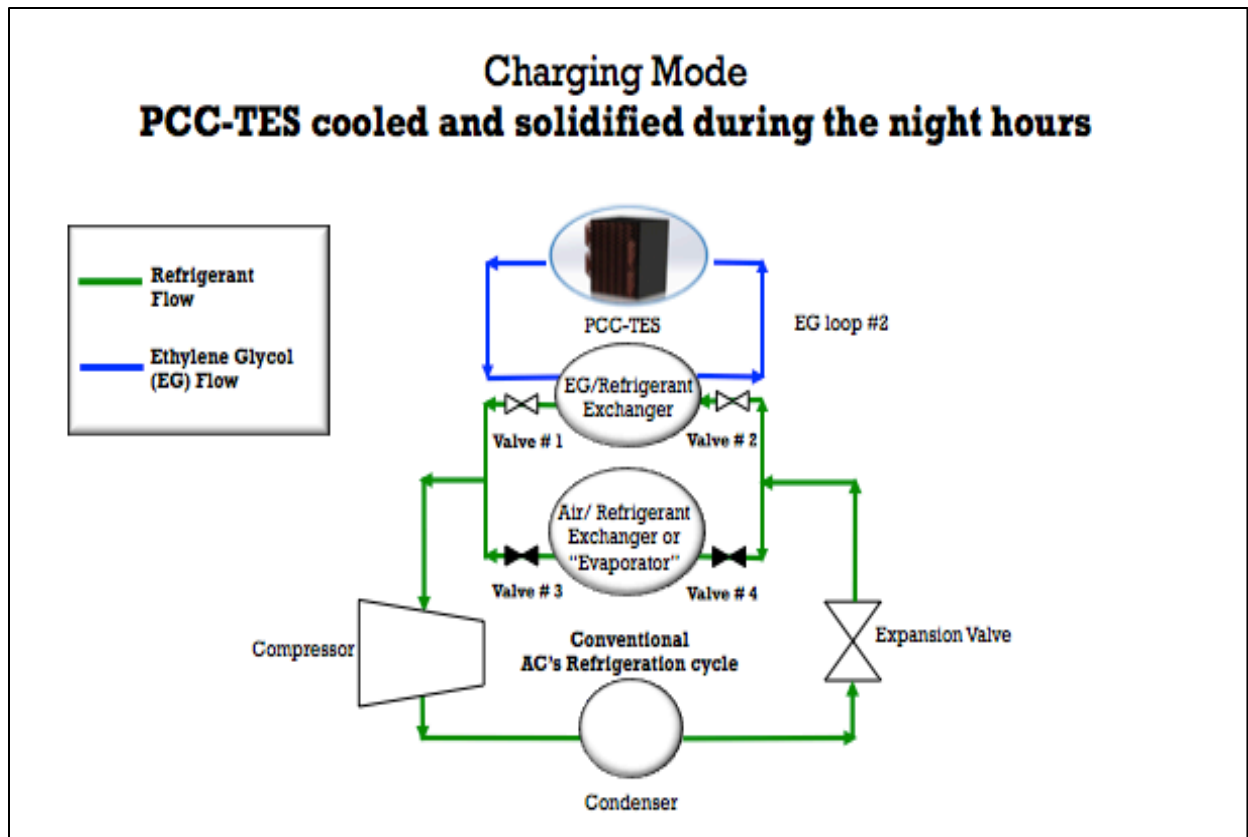 Charging Mode
PCC-TES cooled and solidified during the night hours
Refrigerant
Flow
Ethylene Glycol
(EG) Flow
PCC-TES
EG loop #2
EG/Refrigerant
Exchanger
Valve # 1
Valve # 2
Air/ Refrigerant
Exchanger or
“Evaporator”
Valve # 3
Valve # 4
Compressor
Conventional
AC's Refrigeration cycle
Expansion Valve
Condenser